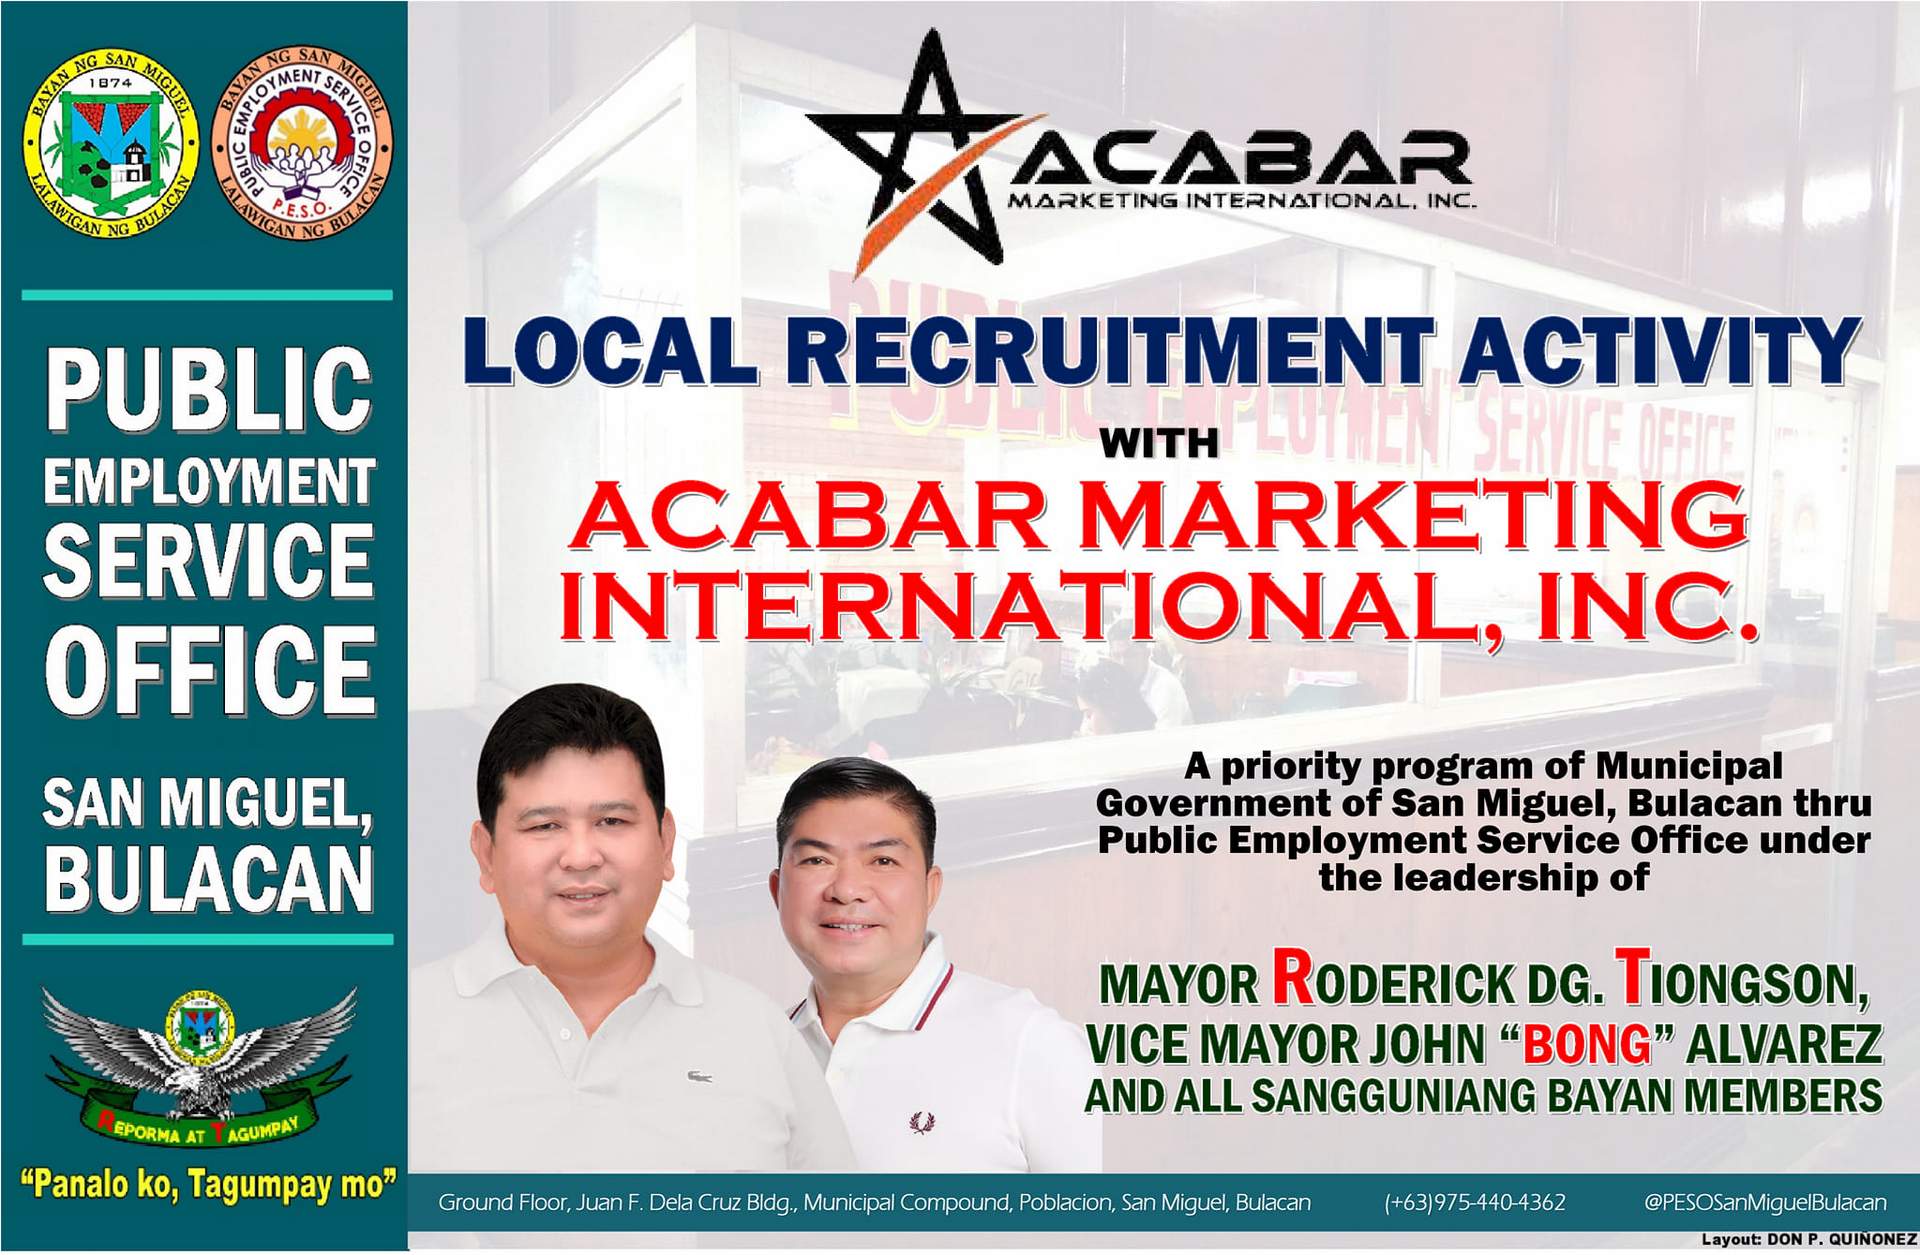 BAYAN NG SAN MIGUEL
1874
LALAWIGAN NG BULACAN
BAYAN NG SAN MIGUEL
PUBLIC EMPLOYMENT SERVICE OFFICE
P.E.S.O.
LALAWIGAN NG BULACAN
PUBLIC
EMPLOYMENT
SERVICE
OFFICE
SAN MIGUEL,
BULACAN
REPORMA AT TAGUMPAY
“Panalo ko, Tagumpay mo”
ACABAR
MARKETING INTERNATIONAL, INC.
LOCAL RECRUITMENT ACTIVITY
PUBLIC EMPLOYMENT SERVICE OFFICE
WITH
ACABAR MARKETING
INTERNATIONAL, INC.
A priority program of Municipal
Government of San Miguel, Bulacan thru
Public Employment Service Office under
the leadership of
MAYOR RODERICK DG. TIONGSON,
VICE MAYOR JOHN “BONG” ALVAREZ
AND ALL SANGGUNIANG BAYAN MEMBERS
Ground Floor, Juan F. Dela Cruz Bldg., Municipal Compound, Poblacion, San Miguel, Bulacan (+63)975-440-4362 @PESOSanMiguelBulacan
Layout: DON P. QUIÑONEZ